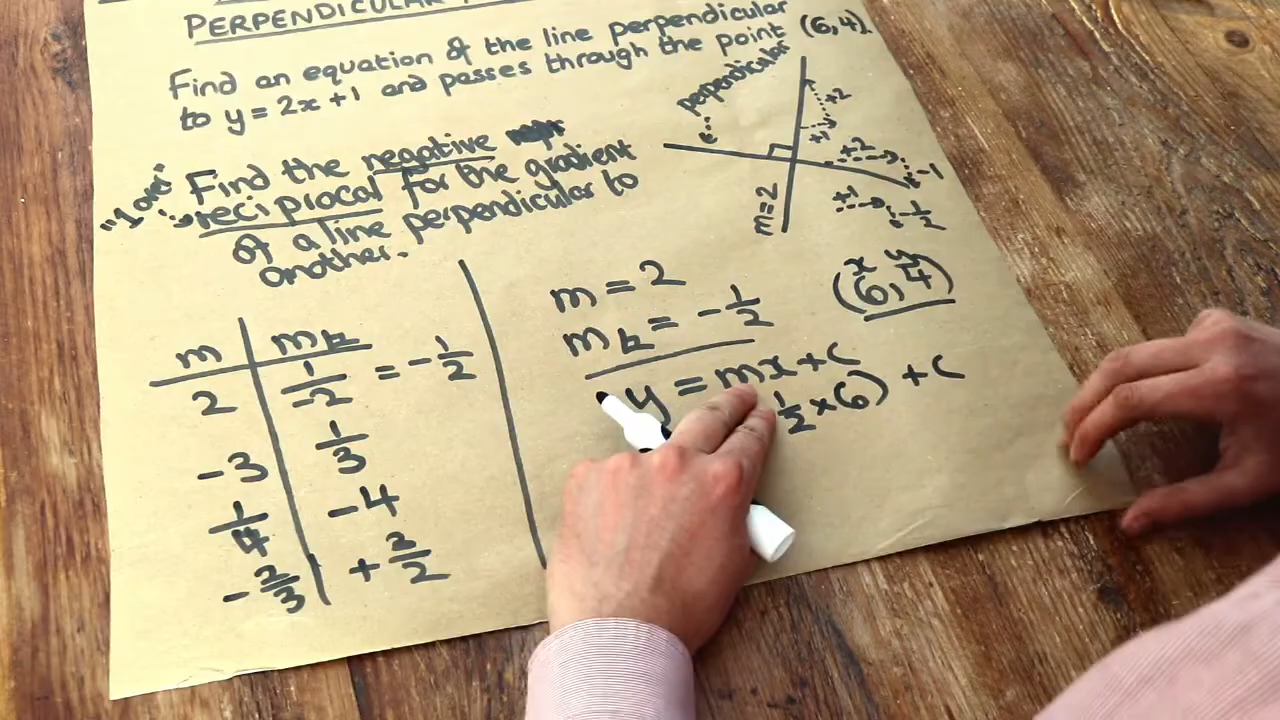 PERPENDICULAR
Find an equation of the line perpendicular
to y = 2x + 1 and passes through the point (6,4).
"1 over"
Find the negative
reciprocal for the gradient
of a line perpendicular to
another.
perpendicular
+2
+1
+2
-1
+1
-1/2
m=2
m m⊥
2 1/-2 = -1/2
-3 1/3
1/4 -4
-2/3 +3/2
m = 2
m⊥ = -1/2
x y
(6,4)
y = mx + c
1/2 × 6) + c